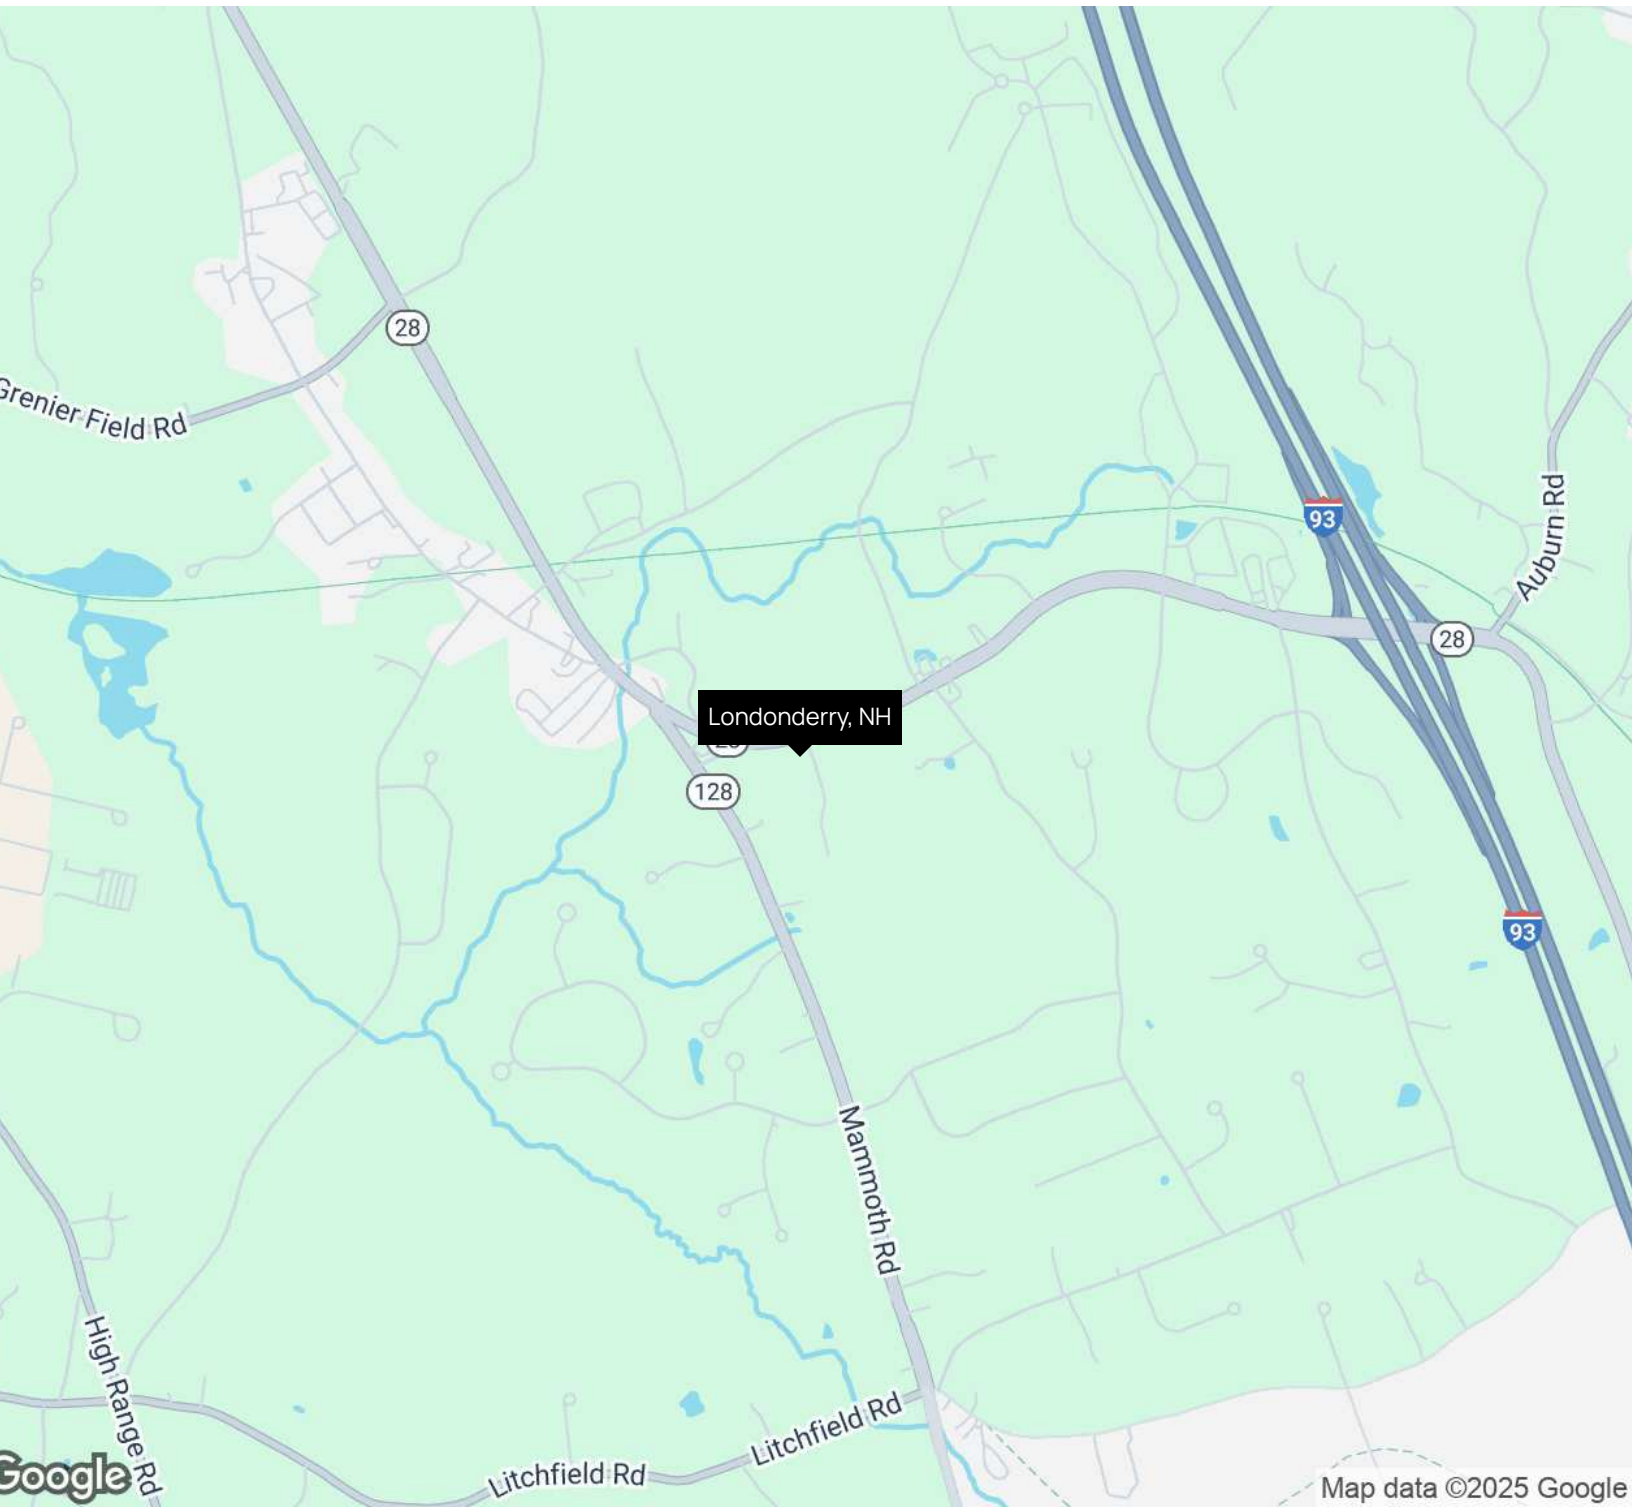 28
Grenier Field Rd
93
Auburn Rd
28
Londonderry, NH
128
93
Mammoth Rd
High Range Rd
Litchfield Rd
Litchfield Rd
Google
Map data ©2025 Google